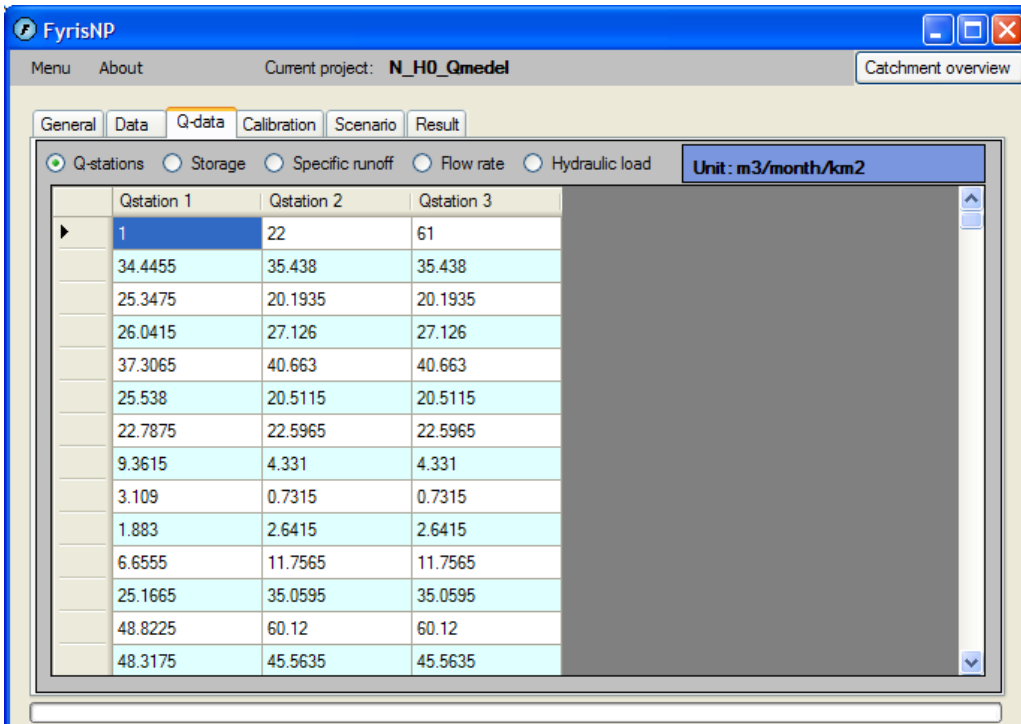 FyrisNP
Menu About Current project: N_H0_Qmedel Catchment overview
General Data Q-data Calibration Scenario Result
Q-stations Storage Specific runoff Flow rate Hydraulic load Unit: m3/month/km2
Qstation 1 Qstation 2 Qstation 3
1 22 61
34.4455 35.438 35.438
25.3475 20.1935 20.1935
26.0415 27.126 27.126
37.3065 40.663 40.663
25.538 20.5115 20.5115
22.7875 22.5965 22.5965
9.3615 4.331 4.331
3.109 0.7315 0.7315
1.883 2.6415 2.6415
6.6555 11.7565 11.7565
25.1665 35.0595 35.0595
48.8225 60.12 60.12
48.3175 45.5635 45.5635